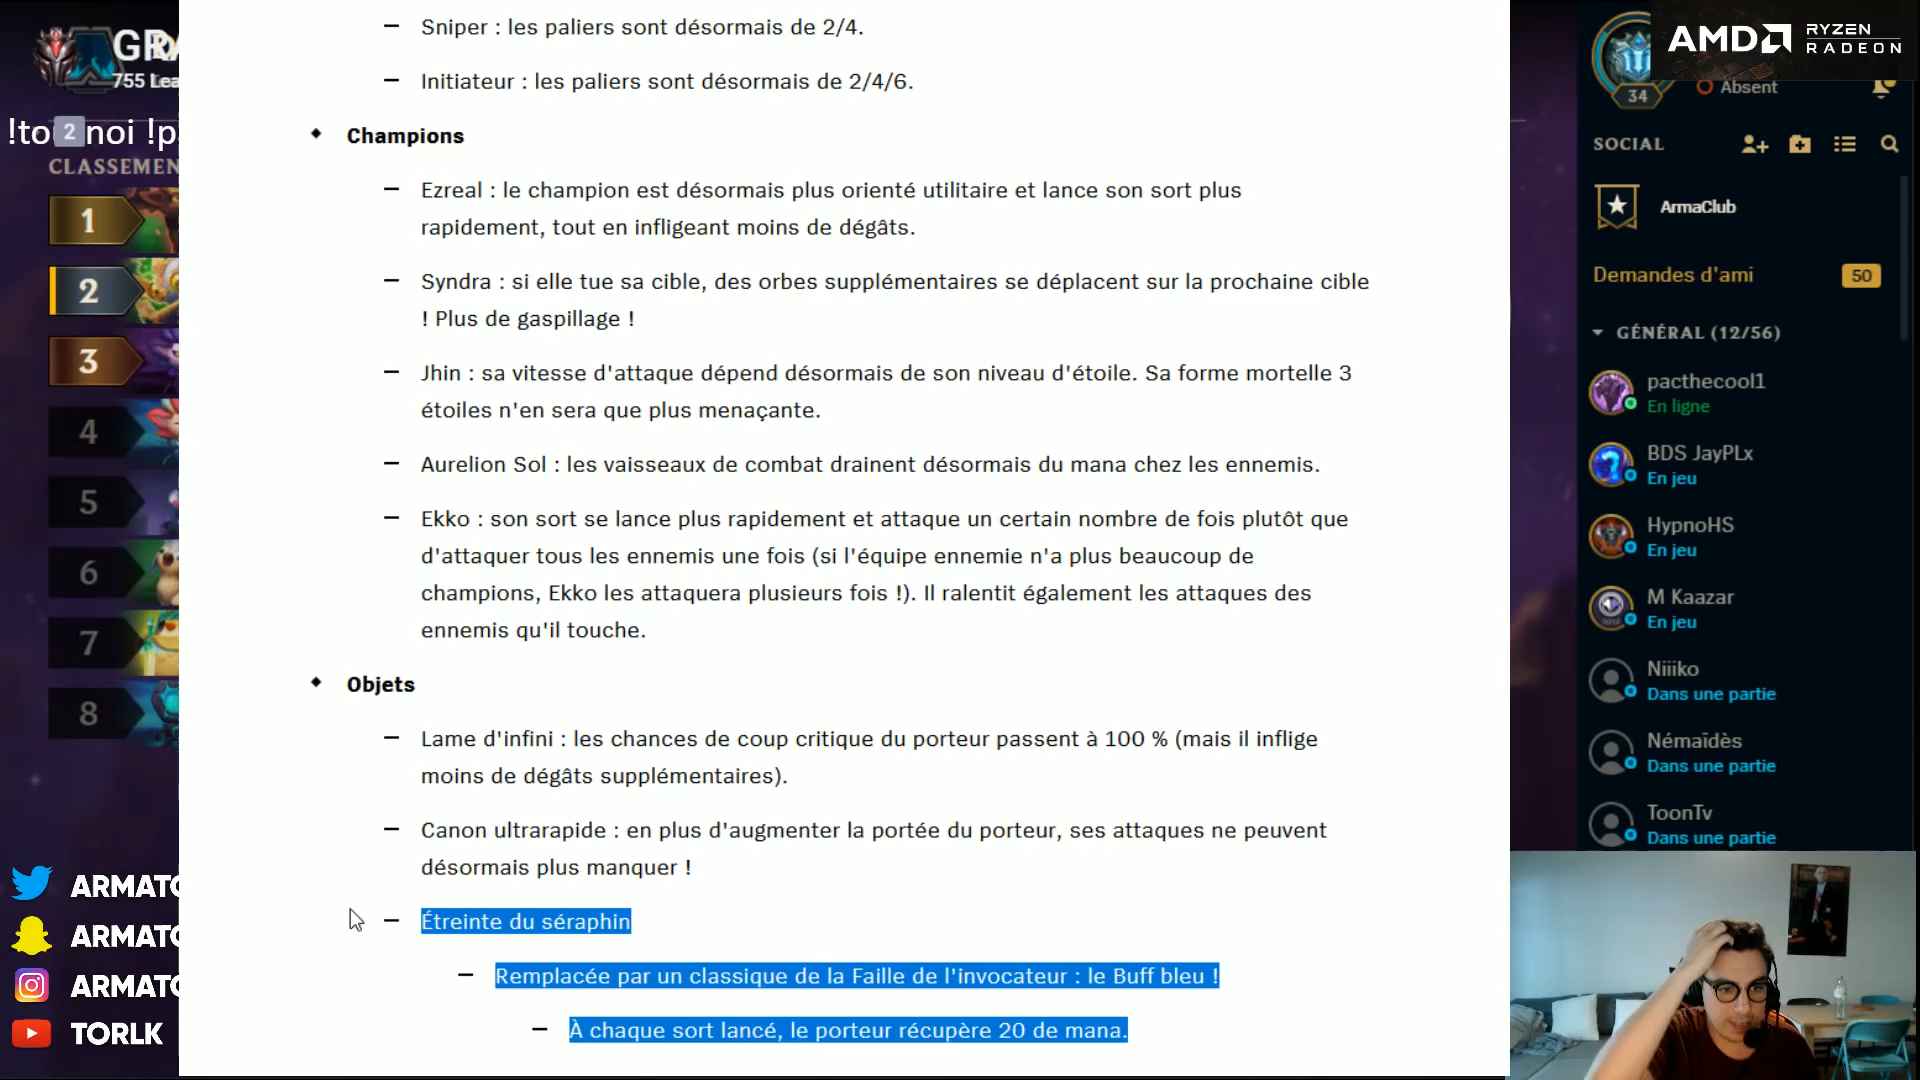 – Sniper : les paliers sont désormais de 2/4.
– Initiateur : les paliers sont désormais de 2/4/6.
Champions
– Ezreal : le champion est désormais plus orienté utilitaire et lance son sort plus
rapidement, tout en infligeant moins de dégâts.
– Syndra : si elle tue sa cible, des orbes supplémentaires se déplacent sur la prochaine cible
! Plus de gaspillage !
– Jhin : sa vitesse d'attaque dépend désormais de son niveau d'étoile. Sa forme mortelle 3
étoiles n'en sera que plus menaçante.
– Aurelion Sol : les vaisseaux de combat drainent désormais du mana chez les ennemis.
– Ekko : son sort se lance plus rapidement et attaque un certain nombre de fois plutôt que
d'attaquer tous les ennemis une fois (si l'équipe ennemie n'a plus beaucoup de
champions, Ekko les attaquera plusieurs fois !). Il ralentit également les attaques des
ennemis qu'il touche.
Objets
– Lame d'infini : les chances de coup critique du porteur passent à 100 % (mais il inflige
moins de dégâts supplémentaires).
– Canon ultrarapide : en plus d'augmenter la portée du porteur, ses attaques ne peuvent
désormais plus manquer !
– Étreinte du séraphin
– Remplacée par un classique de la Faille de l'invocateur : le Buff bleu !
– À chaque sort lancé, le porteur récupère 20 de mana.
755 Lea
!to
2
noi !p
CLASSEMEN
1
2
3
4
5
6
7
8
ARMATO
ARMATO
ARMATO
TORLK
AMD RYZEN
RADEON
34
Absent
SOCIAL
ArmaClub
Demandes d'ami 50
GÉNÉRAL (12/56)
pacthecool1
En ligne
BDS JayPLx
En jeu
HypnoHS
En jeu
M Kaazar
En jeu
Niiiko
Dans une partie
Némaïdès
Dans une partie
ToonTv
Dans une partie